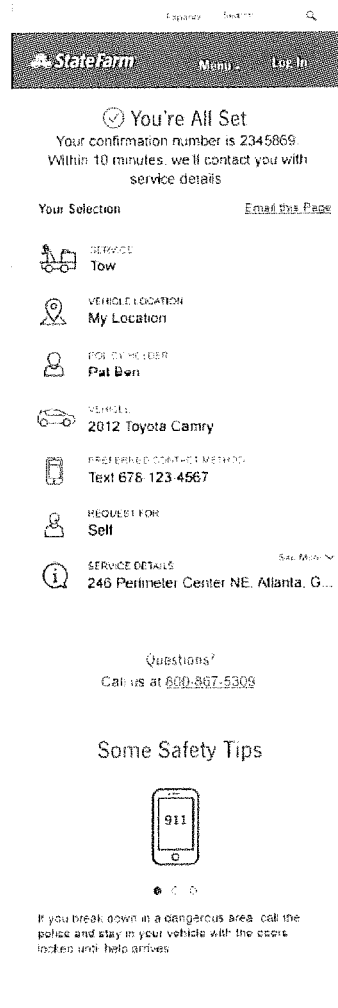 Español Search
StateFarm Menu Log In
You're All Set
Your confirmation number is 2345869.
Within 10 minutes, we'll contact you with
service details
Your Selection Email this Page
SERVICE
Tow
VEHICLE LOCATION
My Location
POLICY HOLDER
Pat Ben
VEHICLE
2012 Toyota Camry
PREFERRED CONTACT METHOD
Text 678-123-4567
REQUEST FOR
Self
See More
SERVICE DETAILS
246 Perimeter Center NE, Atlanta, G...
Questions?
Call us at 800-867-5309
Some Safety Tips
911
If you break down in a dangerous area, call the
police and stay in your vehicle with the doors
locked until help arrives